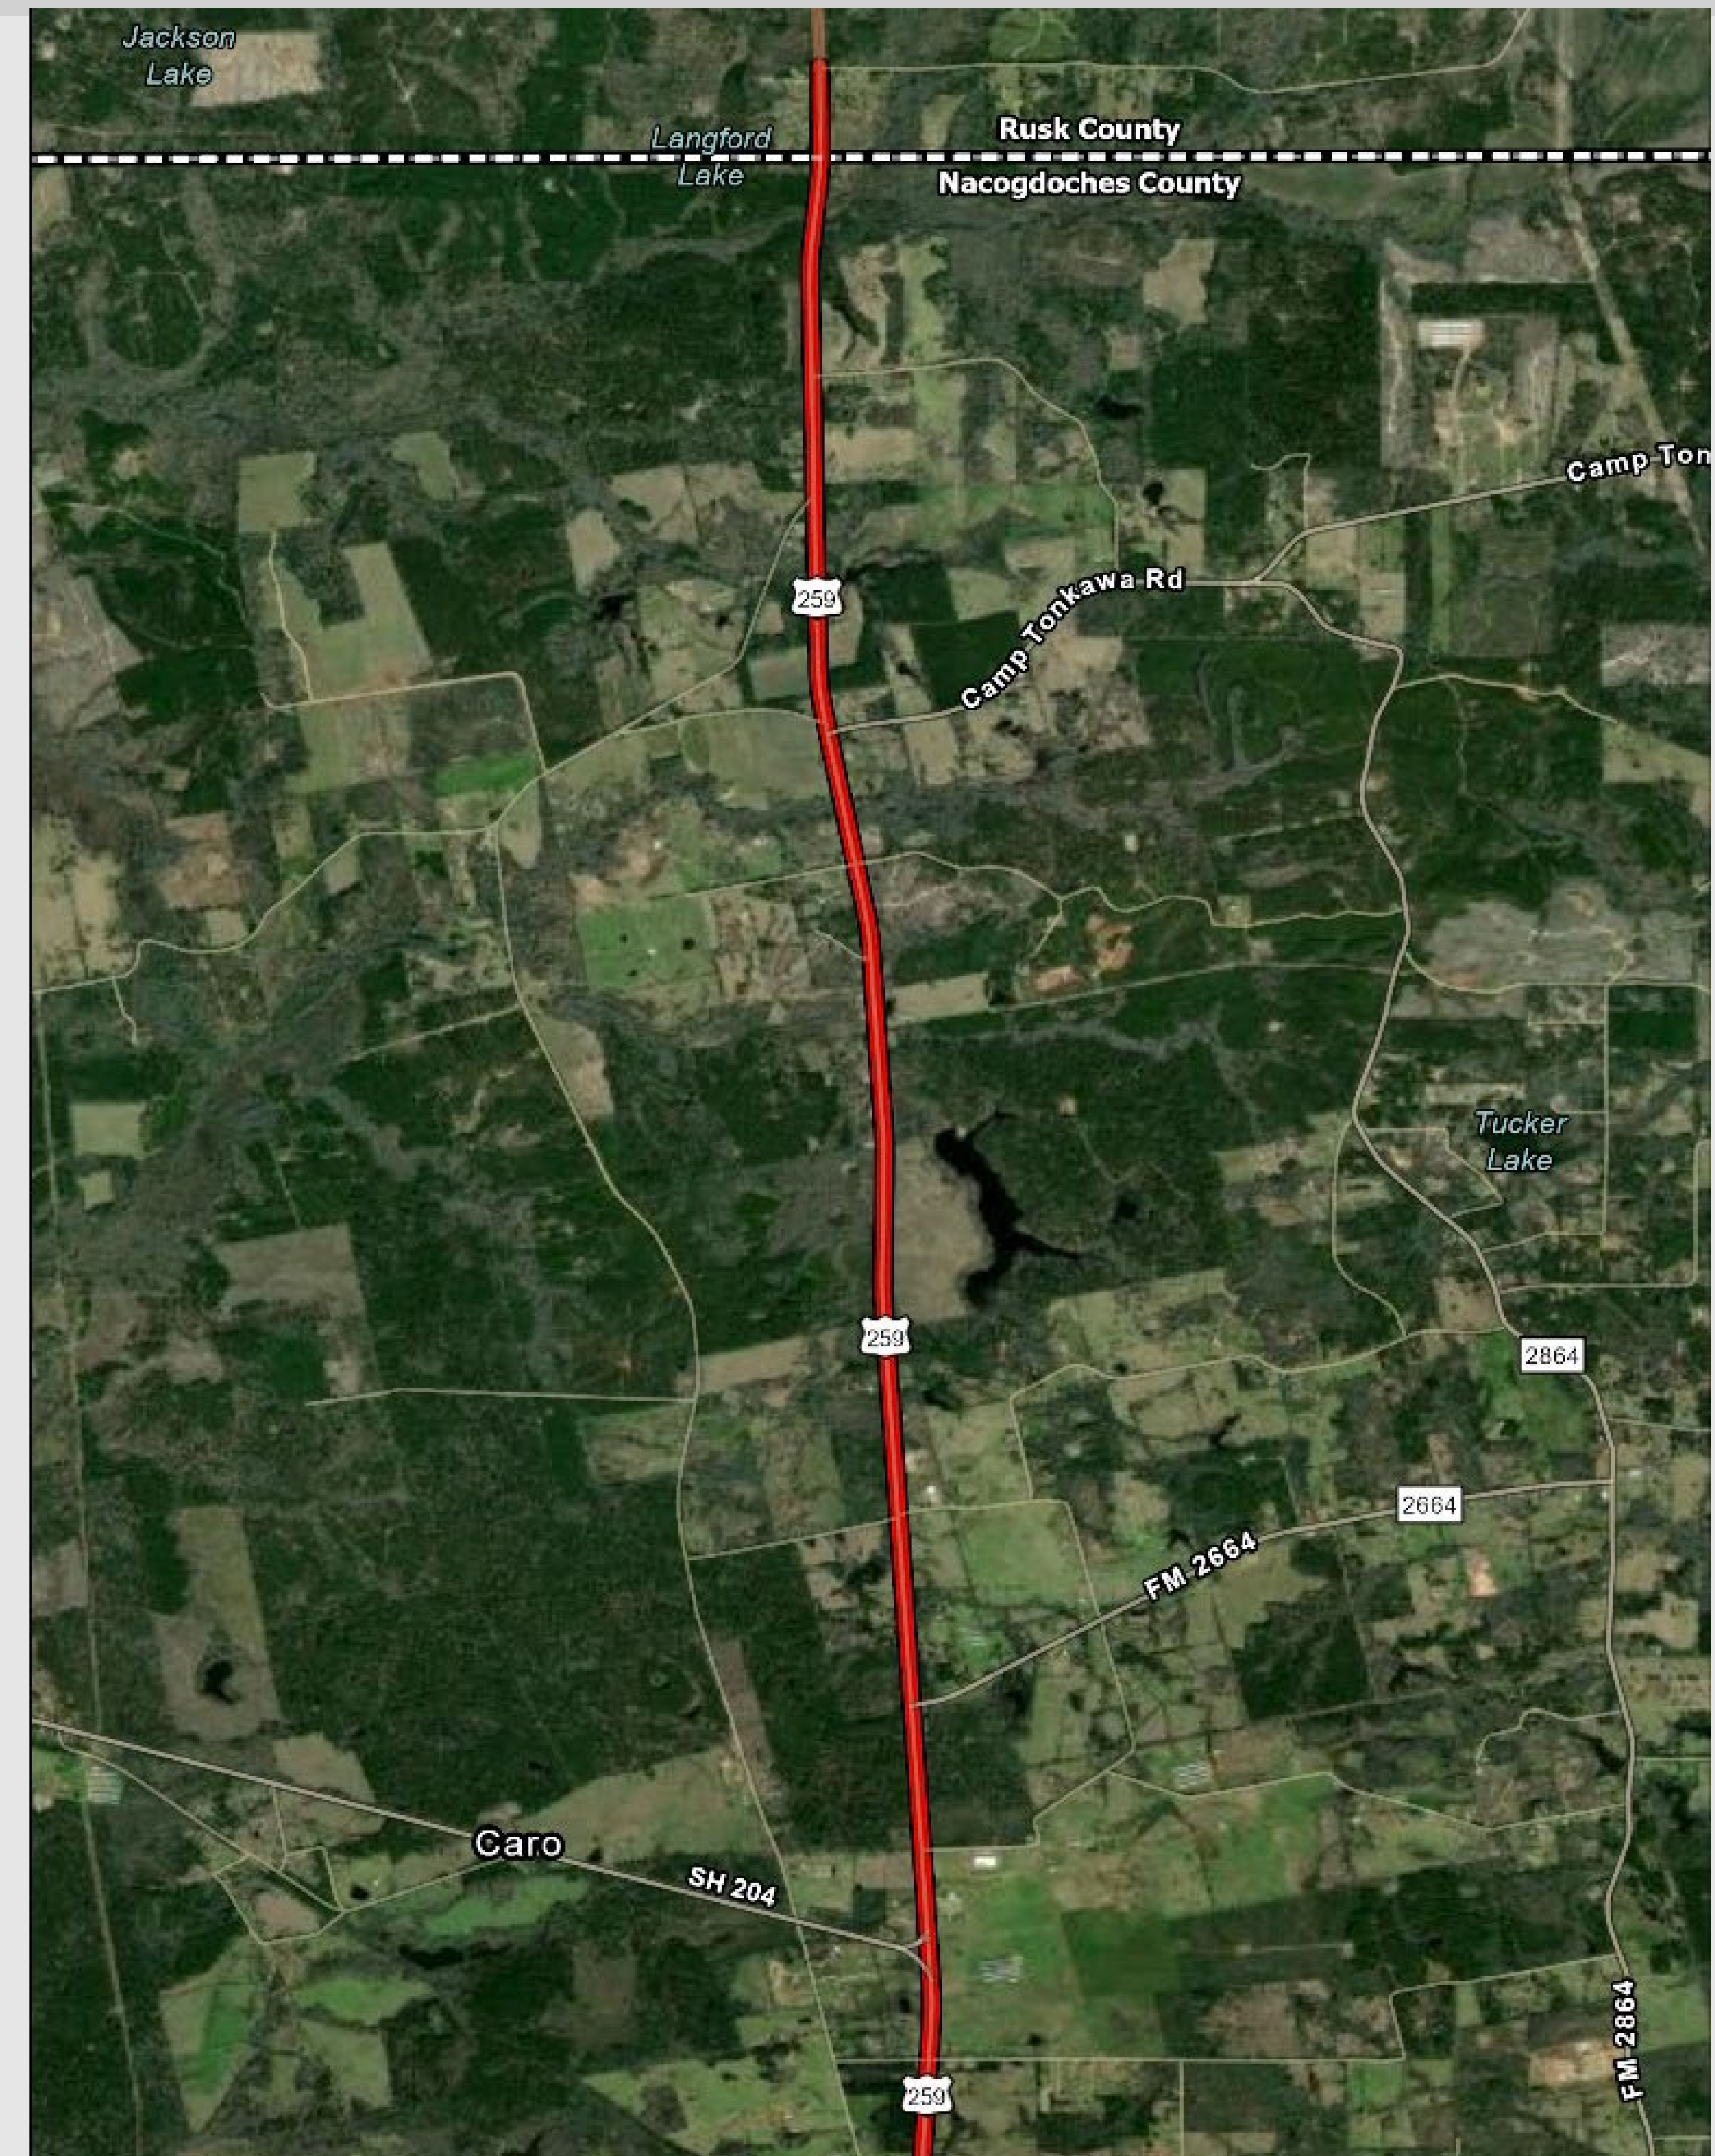 Jackson
Lake
Langford
Lake
Rusk County
Nacogdoches County
Camp Ton
259
Camp Tonkawa Rd
Tucker
Lake
259
2864
2664
FM 2664
Caro
SH 204
FM 2864
259